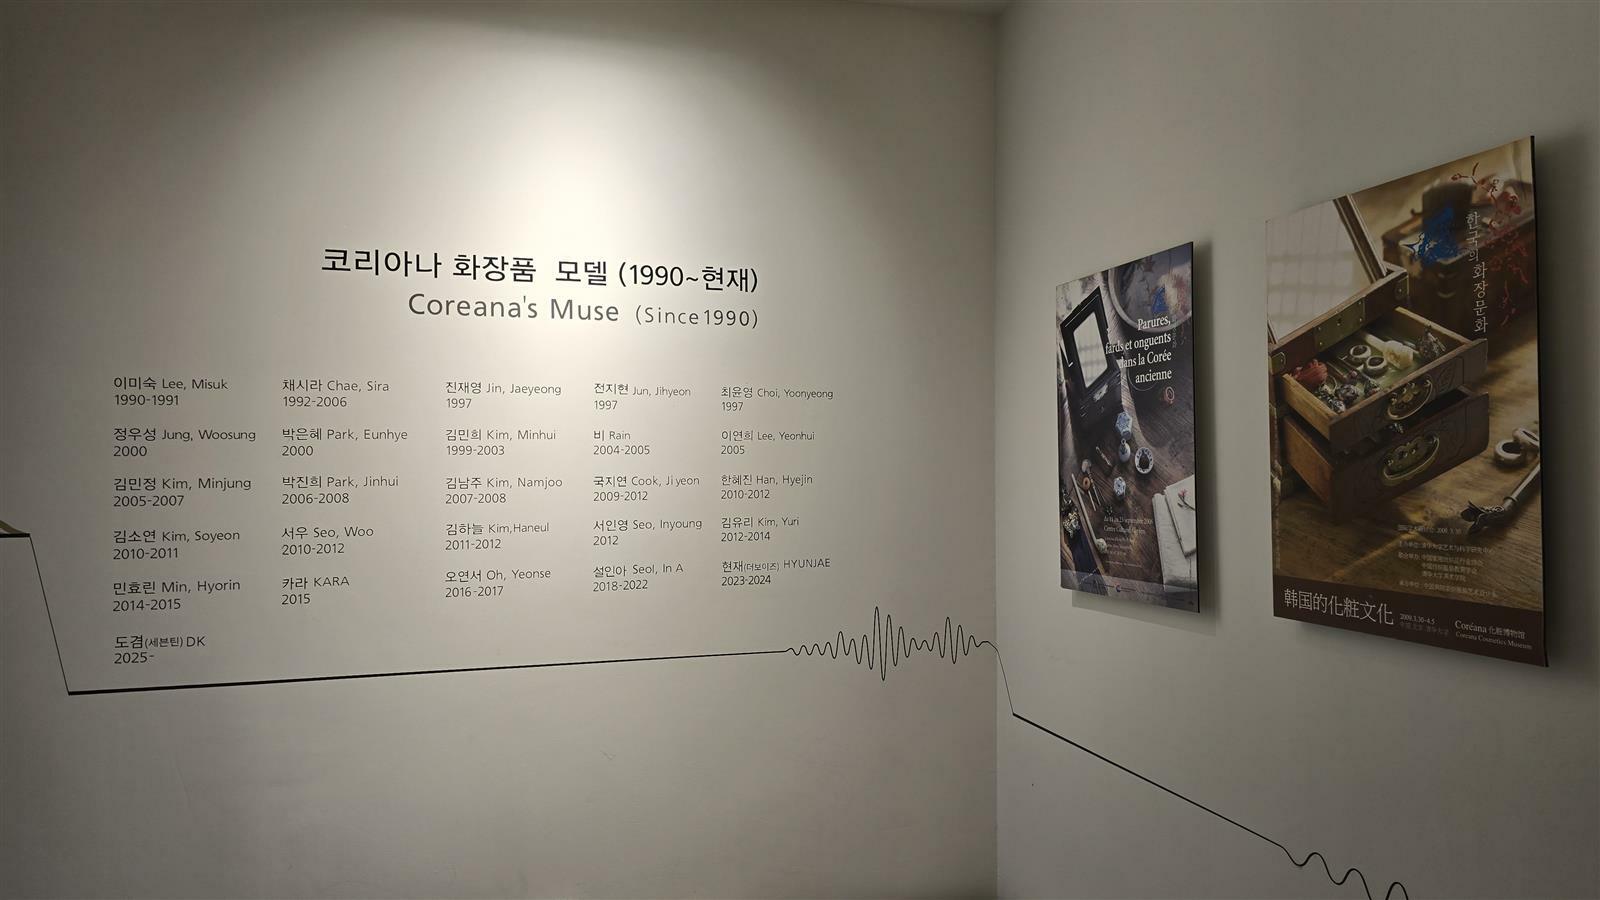 코리아나 화장품 모델 (1990~현재)
Coreana's Muse (Since1990)
이미숙 Lee, Misuk
1990-1991
채시라 Chae, Sira
1992-2006
진재영 Jin, Jaeyeong
1997
전지현 Jun, Jihyeon
1997
최윤영 Choi, Yoonyeong
1997
정우성 Jung, Woosung
2000
박은혜 Park, Eunhye
2000
김민희 Kim, Minhui
1999-2003
비 Rain
2004-2005
이연희 Lee, Yeonhui
2005
김민정 Kim, Minjung
2005-2007
박진희 Park, Jinhui
2006-2008
김남주 Kim, Namjoo
2007-2008
국지연 Cook, Jiyeon
2009-2012
한혜진 Han, Hyejin
2010-2012
김소연 Kim, Soyeon
2010-2011
서우 Seo, Woo
2010-2012
김하늘 Kim,Haneul
2011-2012
서인영 Seo, Inyoung
2012
김유리 Kim, Yuri
2012-2014
민효린 Min, Hyorin
2014-2015
카라 KARA
2015
오연서 Oh, Yeonse
2016-2017
설인아 Seol, In A
2018-2022
현재(더보이즈) HYUNJAE
2023-2024
도겸(세븐틴) DK
2025-
Parures,
fards et onguents
dans la Corée
ancienne
한국의 화장문화
韩国的化粧文化
2009.3.30-4.5
Coréana 化粧博物馆
Coreana Cosmetics Museum